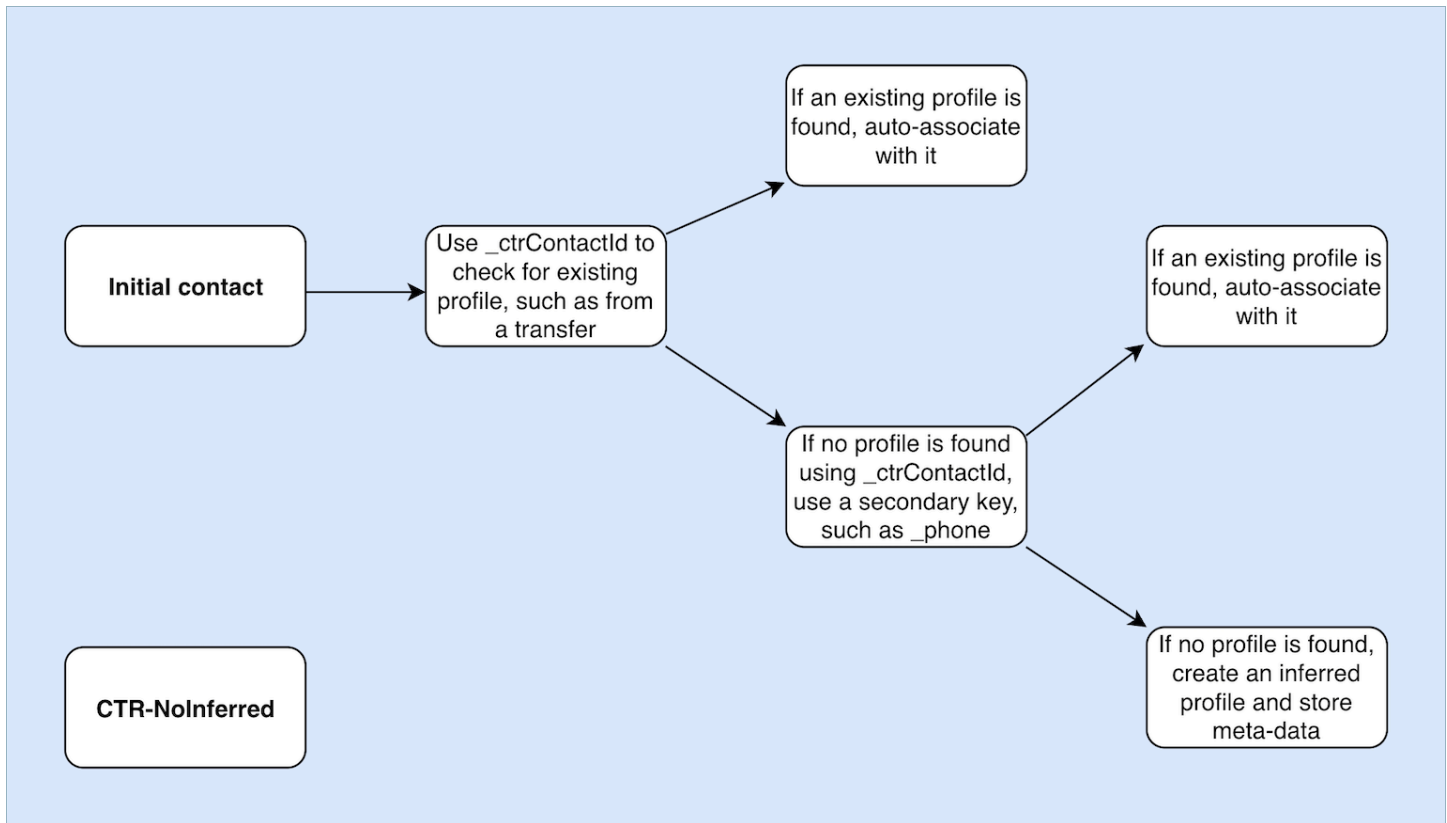 If an existing profile is
found, auto-associate
with it
Initial contact
Use _ctrContactId to
check for existing
profile, such as from
a transfer
If an existing profile is
found, auto-associate
with it
If no profile is found
using _ctrContactId,
use a secondary key,
such as _phone
CTR-NoInferred
If no profile is found,
create an inferred
profile and store
meta-data